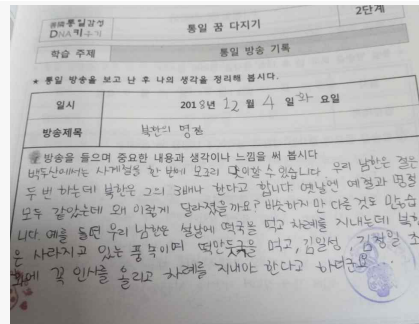 2단계
통일감성
DNA키우기
통일 꿈 다지기
학습 주제
통일 방송 기록
★ 통일 방송을 보고 난 후 나의 생각을 정리해 봅시다.
일시
2018년 12월 4일 화요일
방송제목
북한의 명절
방송을 들으며 중요한 내용과 생각이나 느낌을 써 봅시다
백두산에서는 사계절을 한 번에 모조리 맛이할 수 있습니다. 우리 남한은 절은
두 번 하는데 북한은 그의 3배나 한다고 합니다 옛날엔 예절과 명절
모두 같았는데 왜 이렇게 달라졌을까요? 비슷하지만 다른 것도 많습
니다. 예를 들면 우리 남한은 설날에 떡국을 먹고 차례를 지내는데 북한
은 사라지고 있는 풍속이며 떡만둣국을 먹고, 김일성, 김정일 초
화에 꼭 인사를 올리고 차례를 지내야 한다고 하더군요